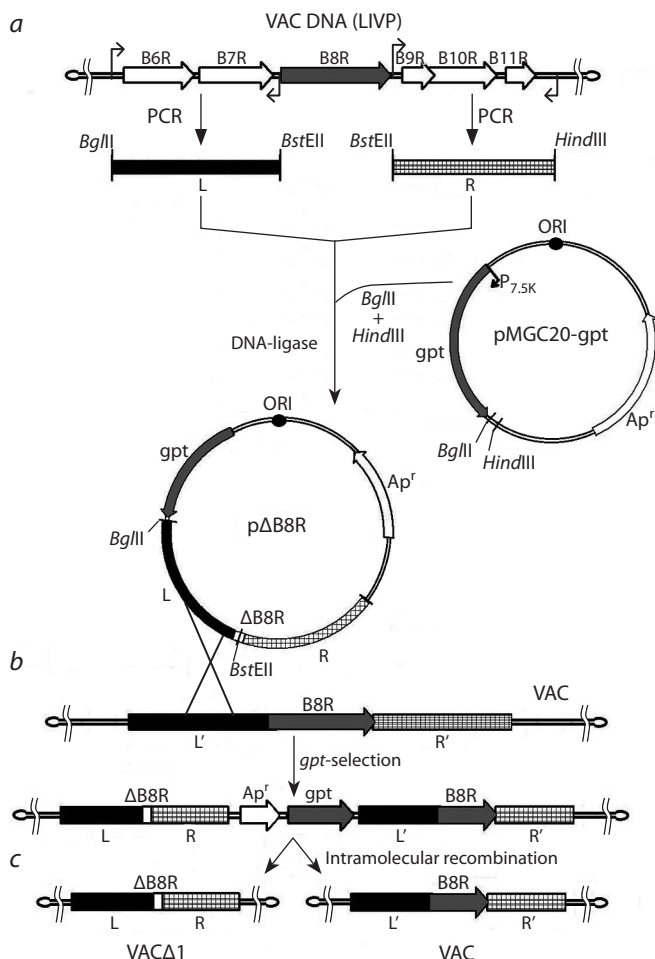 a
VAC DNA (LIVP)
B6R B7R B8R B9R B10R B11R
PCR PCR
BglII BstEII BstEII HindIII
L R
ORI
P7.5K
BglII
+
HindIII
pMGC20-gpt
DNA-ligase
gpt
Apr
BglII
HindIII
ORI
gpt
Apr
pΔB8R
BglII
L
ΔB8R
BstEII
R
b
B8R VAC
L’ R’
gpt-selection
ΔB8R Apr gpt B8R
L R L’ R’
c
Intramolecular recombination
ΔB8R B8R
L R L’ R’
VACΔ1 VAC